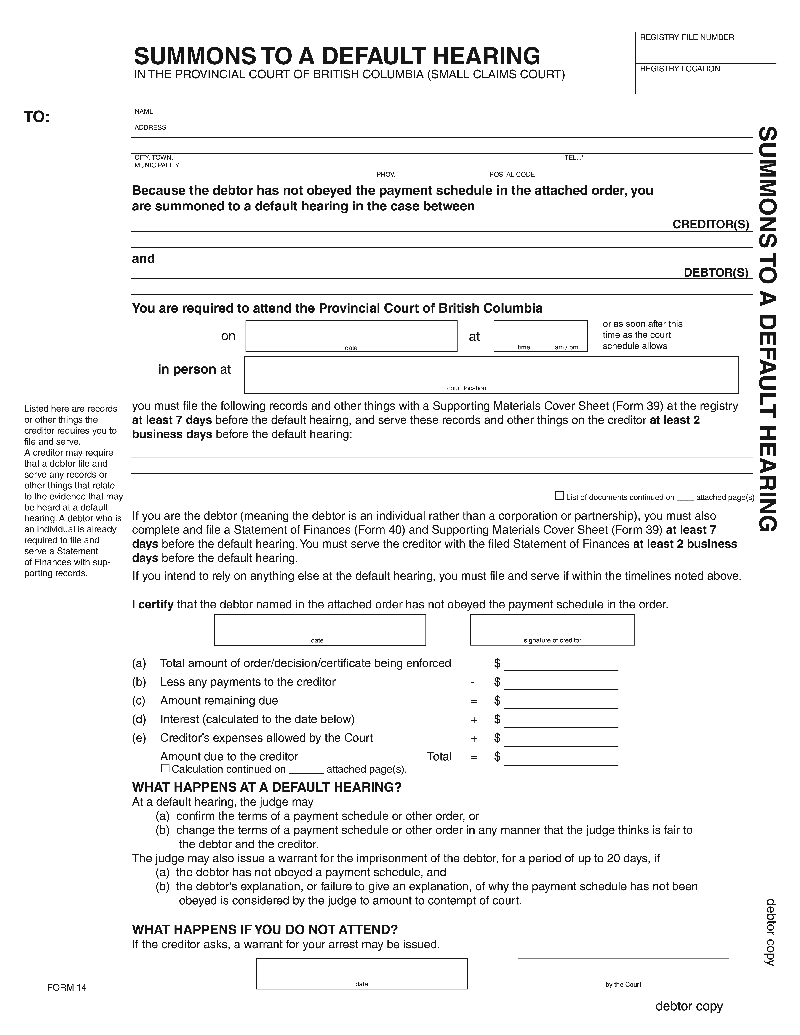 REGISTRY FILE NUMBER
SUMMONS TO A DEFAULT HEARING
IN THE PROVINCIAL COURT OF BRITISH COLUMBIA (SMALL CLAIMS COURT)
REGISTRY LOCATION
TO:
NAME
ADDRESS
CITY, TOWN, MUNICIPALITY
TEL. #
PROV.
POSTAL CODE
Because the debtor has not obeyed the payment schedule in the attached order, you
are summoned to a default hearing in the case between
CREDITOR(S)
and
DEBTOR(S)
You are required to attend the Provincial Court of British Columbia
on
date
at
time am / pm
or as soon after this
time as the court
schedule allows
in person at
court location
Listed here are records
or other things the
creditor requires you to
file and serve.
A creditor may require
that a debtor file and
serve any records or
other things that relate
to the evidence that may
be heard at a default
hearing. A debtor who is
an individual is already
required to file and
serve a Statement
of Finances with sup-
porting records.
you must file the following records and other things with a Supporting Materials Cover Sheet (Form 39) at the registry
at least 7 days before the default hearing, and serve these records and other things on the creditor at least 2
business days before the default hearing:
☐ List of documents continued on ____ attached page(s)
If you are the debtor (meaning the debtor is an individual rather than a corporation or partnership), you must also
complete and file a Statement of Finances (Form 40) and Supporting Materials Cover Sheet (Form 39) at least 7
days before the default hearing. You must serve the creditor with the filed Statement of Finances at least 2 business
days before the default hearing.
If you intend to rely on anything else at the default hearing, you must file and serve if within the timelines noted above.
I certify that the debtor named in the attached order has not obeyed the payment schedule in the order.
date
signature of creditor
(a) Total amount of order/decision/certificate being enforced $
(b) Less any payments to the creditor - $
(c) Amount remaining due = $
(d) Interest (calculated to the date below) + $
(e) Creditor's expenses allowed by the Court + $
Amount due to the creditor Total = $
☐ Calculation continued on ______ attached page(s).
WHAT HAPPENS AT A DEFAULT HEARING?
At a default hearing, the judge may
(a) confirm the terms of a payment schedule or other order, or
(b) change the terms of a payment schedule or other order in any manner that the judge thinks is fair to
the debtor and the creditor.
The judge may also issue a warrant for the imprisonment of the debtor, for a period of up to 20 days, if
(a) the debtor has not obeyed a payment schedule, and
(b) the debtor's explanation, or failure to give an explanation, of why the payment schedule has not been
obeyed is considered by the judge to amount to contempt of court.
WHAT HAPPENS IF YOU DO NOT ATTEND?
If the creditor asks, a warrant for your arrest may be issued.
date
by the Court
FORM 14
debtor copy
SUMMONS TO A DEFAULT HEARING
debtor copy